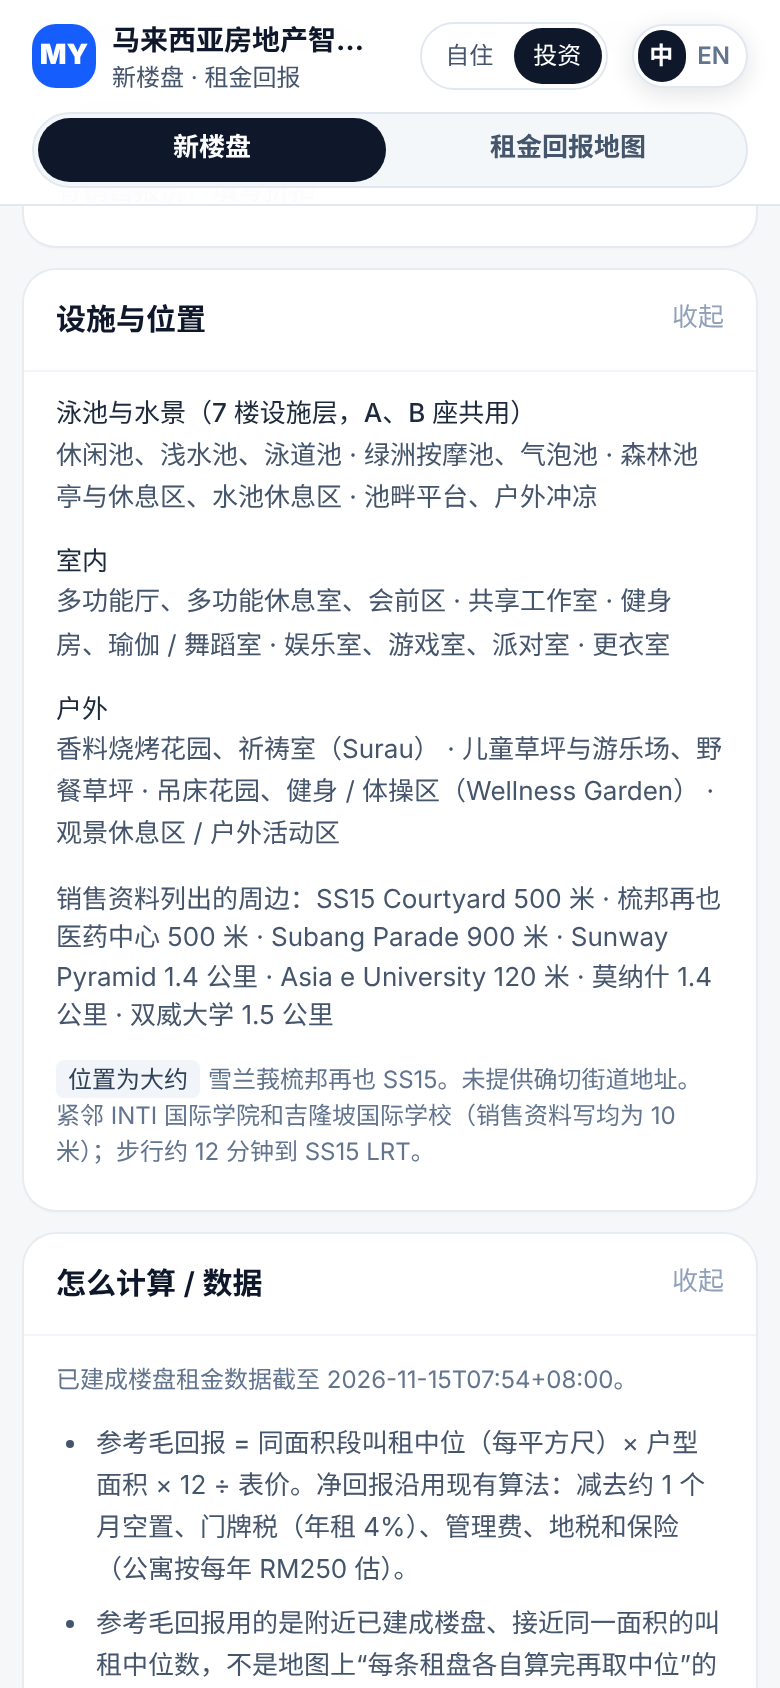 MY
马来西亚房地产智...
新楼盘 · 租金回报
自住
投资
中
EN
新楼盘
租金回报地图
设施与位置
收起
泳池与水景（7 楼设施层，A、B 座共用）
休闲池、浅水池、泳道池 · 绿洲按摩池、气泡池 · 森林池
亭与休息区、水池休息区 · 池畔平台、户外冲凉
室内
多功能厅、多功能休息室、会前区 · 共享工作室 · 健身
房、瑜伽 / 舞蹈室 · 娱乐室、游戏室、派对室 · 更衣室
户外
香料烧烤花园、祈祷室（Surau） · 儿童草坪与游乐场、野
餐草坪 · 吊床花园、健身 / 体操区（Wellness Garden） ·
观景休息区 / 户外活动区
销售资料列出的周边：SS15 Courtyard 500 米 · 梳邦再也
医药中心 500 米 · Subang Parade 900 米 · Sunway
Pyramid 1.4 公里 · Asia e University 120 米 · 莫纳什 1.4
公里 · 双威大学 1.5 公里
位置为大约 雪兰莪梳邦再也 SS15。未提供确切街道地址。
紧邻 INTI 国际学院和吉隆坡国际学校（销售资料写均为 10
米）；步行约 12 分钟到 SS15 LRT。
怎么计算 / 数据
收起
已建成楼盘租金数据截至 2026-11-15T07:54+08:00。
• 参考毛回报 = 同面积段叫租中位（每平方尺）× 户型
面积 × 12 ÷ 表价。净回报沿用现有算法：减去约 1 个
月空置、门牌税（年租 4%）、管理费、地税和保险
（公寓按每年 RM250 估）。
• 参考毛回报用的是附近已建成楼盘、接近同一面积的叫
租中位数，不是地图上“每条租盘各自算完再取中位”的